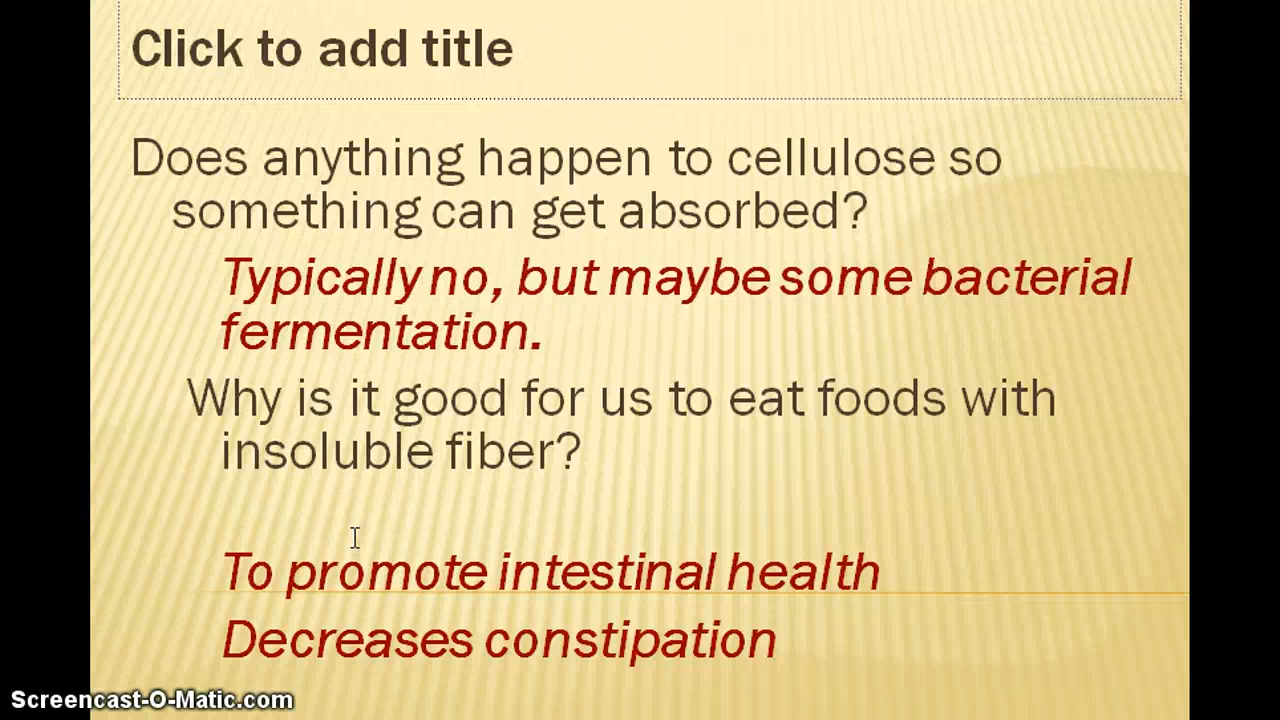 Click to add title
Does anything happen to cellulose so
something can get absorbed?
Typically no, but maybe some bacterial
fermentation.
Why is it good for us to eat foods with
insoluble fiber?
To promote intestinal health
Decreases constipation
Screencast-O-Matic.com